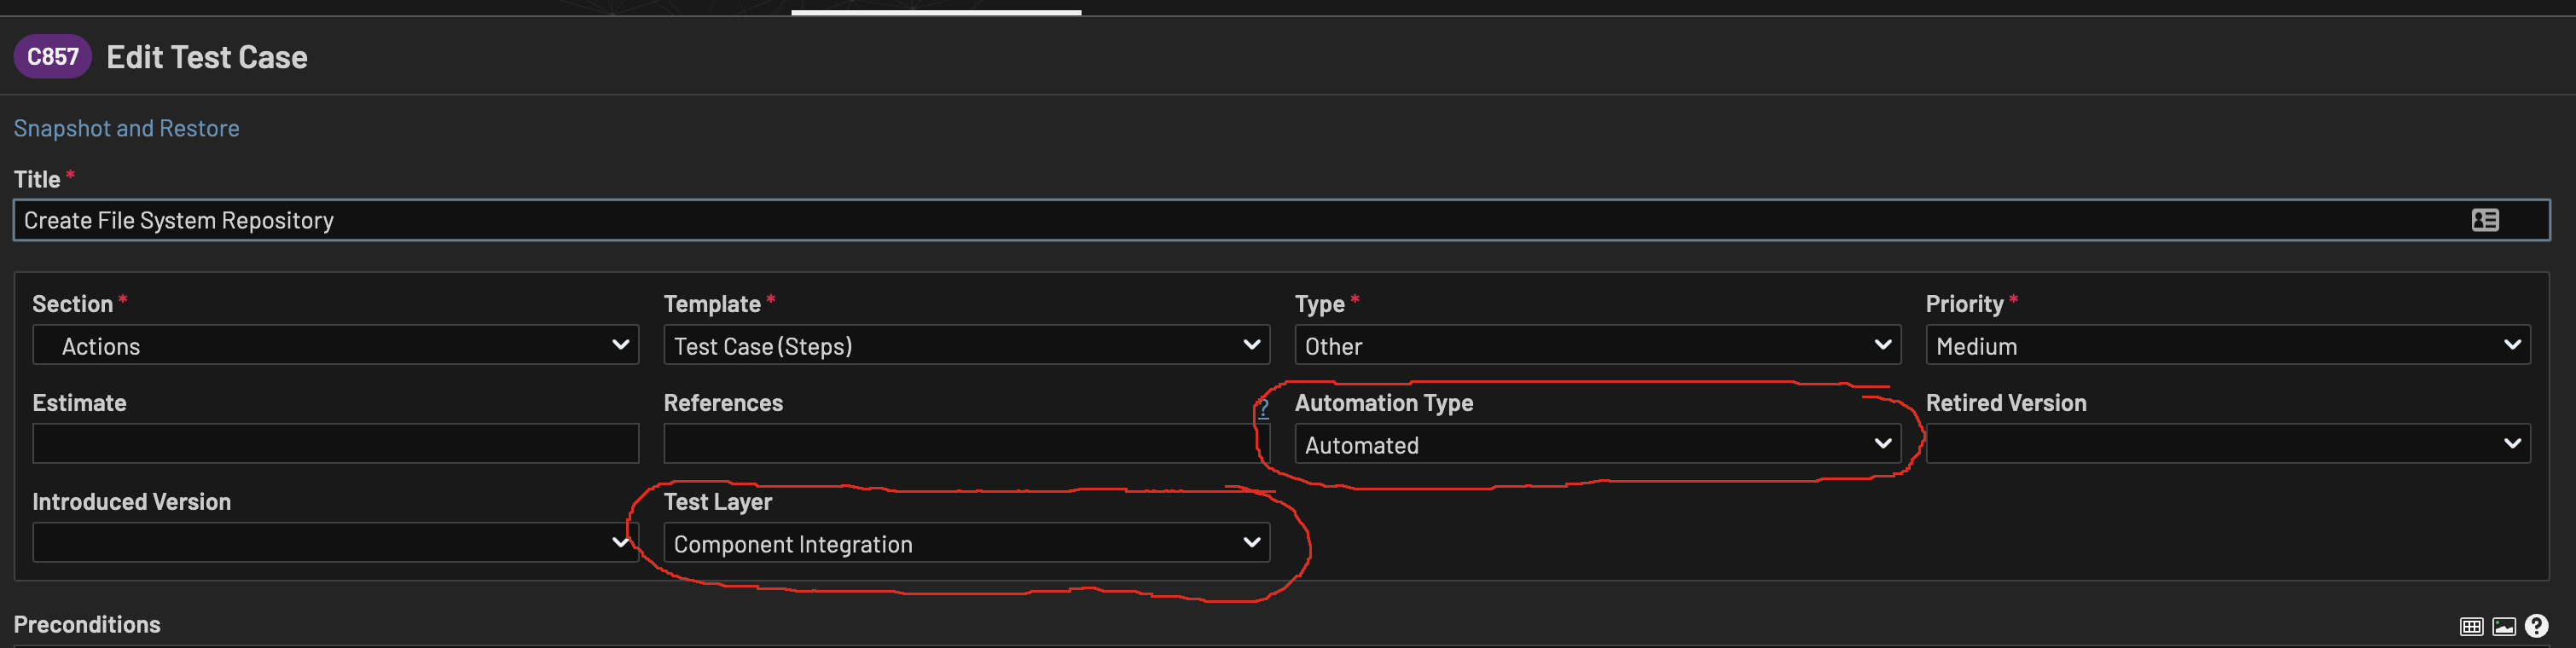 C857 Edit Test Case
Snapshot and Restore
Title *
Create File System Repository
Section * Template * Type * Priority *
Actions Test Case (Steps) Other Medium
Estimate References ? Automation Type Retired Version
Automated
Introduced Version Test Layer
Component Integration
Preconditions ?